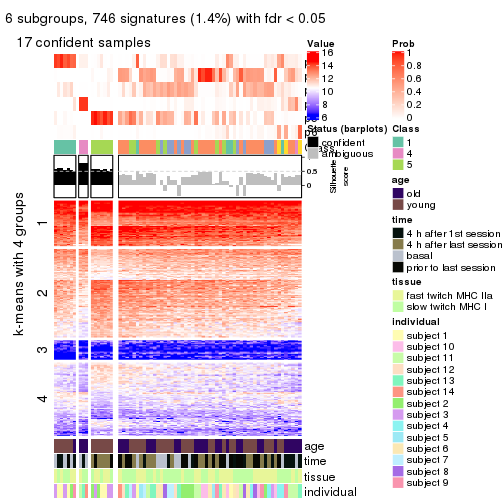 6 subgroups, 746 signatures (1.4%) with fdr < 0.05
17 confident samples
k-means with 4 groups
1
2
3
4
0.5
0
Silhouette
score
age
time
tissue
individual
Value
16
14
12
10
8
6
Status (barplots)
confident
ambiguous
Prob
1
0.8
0.6
0.4
0.2
0
Class
1
4
5
age
old
young
time
4 h after 1st session
4 h after last session
basal
prior to last session
tissue
fast twitch MHC IIa
slow twitch MHC I
individual
subject 1
subject 10
subject 11
subject 12
subject 13
subject 14
subject 2
subject 3
subject 4
subject 5
subject 6
subject 7
subject 8
subject 9